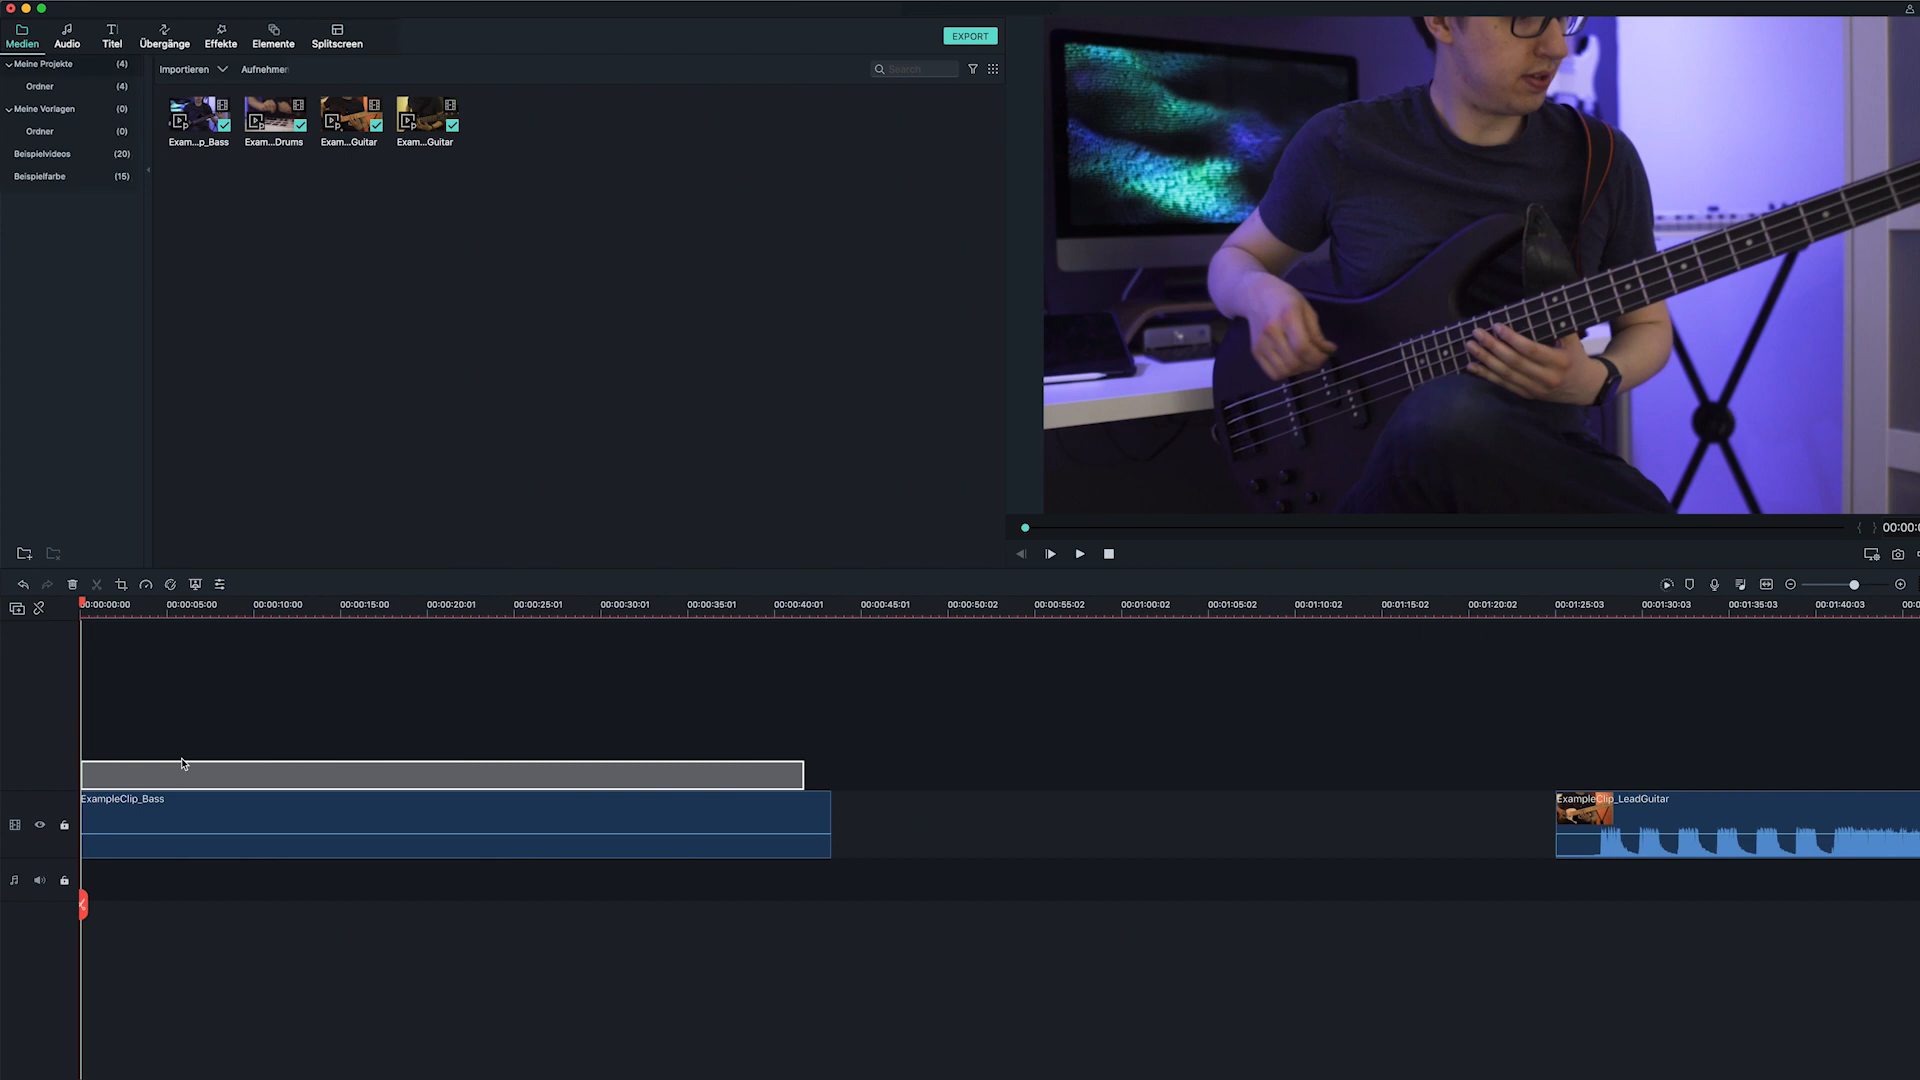 Medien Audio Titel Übergänge Effekte Elemente Splitscreen EXPORT
Meine Projekte (4)
Ordner (4)
Meine Vorlagen (0)
Ordner (0)
Beispielvideos (20)
Beispielfarbe (15)
Importieren Aufnehmen Search
Exam...p_Bass Exam...Drums Exam...Guitar Exam...Guitar
00:00:0
00:00:00:00 00:00:05:00 00:00:10:00 00:00:15:00 00:00:20:01 00:00:25:01 00:00:30:01 00:00:35:01 00:00:40:01 00:00:45:01 00:00:50:02 00:00:55:02 00:01:00:02 00:01:05:02 00:01:10:02 00:01:15:02 00:01:20:02 00:01:25:03 00:01:30:03 00:01:35:03 00:01:40:03 00:0
ExampleClip_Bass ExampleClip_LeadGuitar